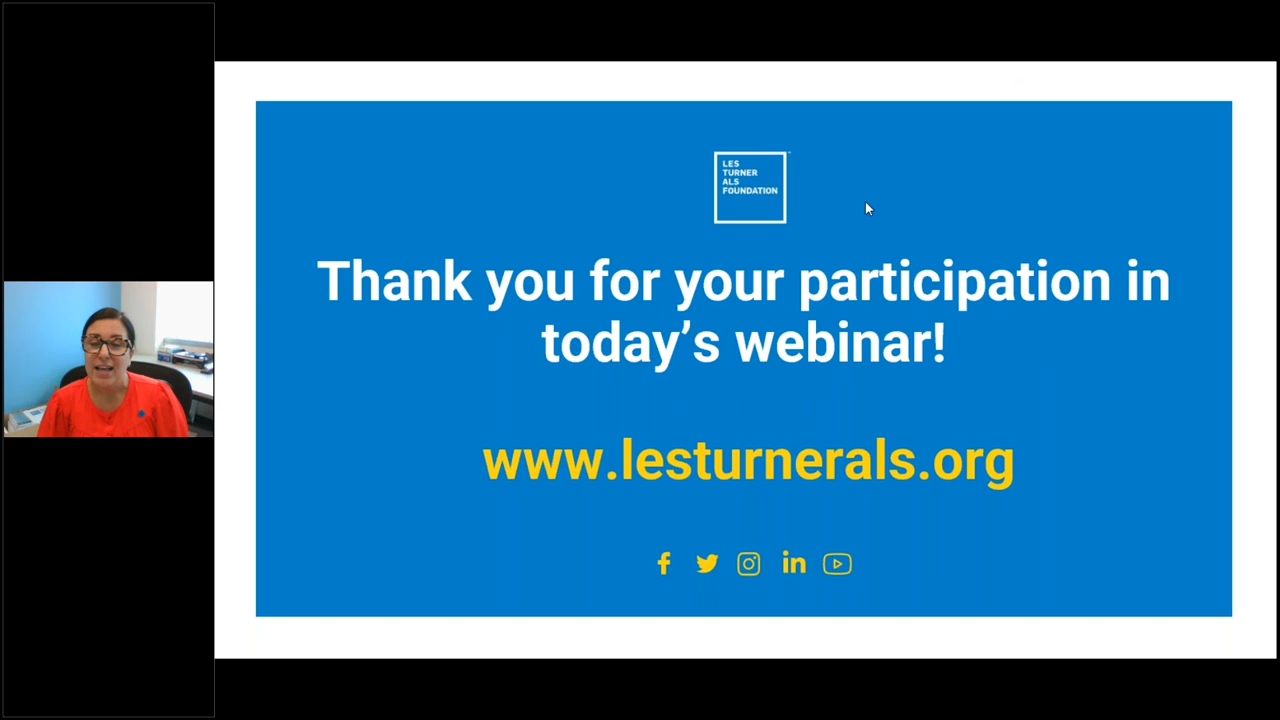 LES
TURNER
ALS
FOUNDATION
Thank you for your participation in
today’s webinar!
www.lesturnerals.org